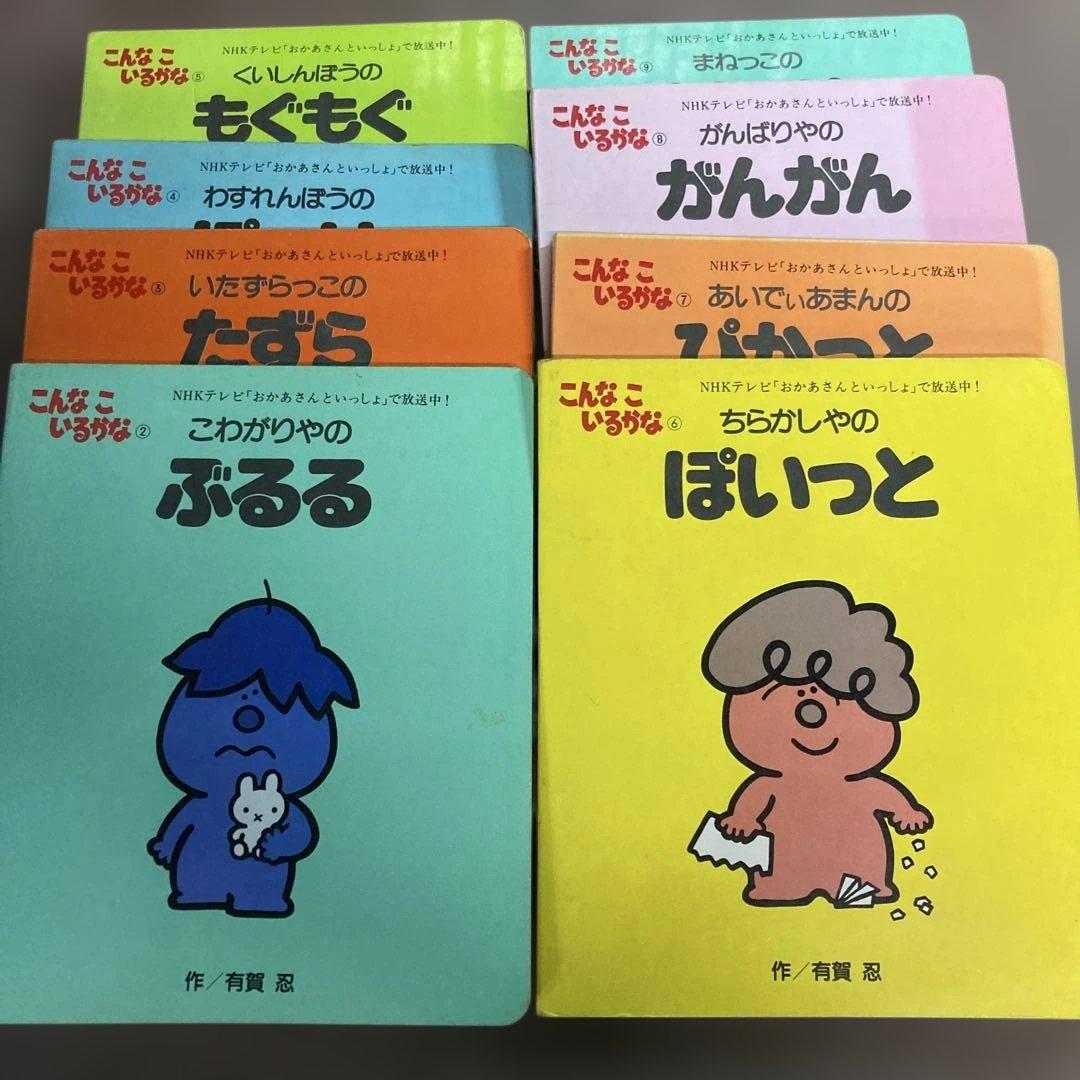 こんなこ
いるかな⑤
NHKテレビ「おかあさんといっしょ」で放送中!
くいしんぼうの
もぐもぐ
こんなこ
いるかな④
NHKテレビ「おかあさんといっしょ」で放送中!
わすれんぼうの
こんなこ
いるかな③
NHKテレビ「おかあさんといっしょ」で放送中!
いたずらっこの
たずら
こんなこ
いるかな②
NHKテレビ「おかあさんといっしょ」で放送中!
こわがりやの
ぶるる
作/有賀 忍
こんなこ
いるかな⑨
NHKテレビ「おかあさんといっしょ」で放送中!
まねっこの
こんなこ
いるかな⑧
NHKテレビ「おかあさんといっしょ」で放送中!
がんばりやの
がんがん
こんなこ
いるかな⑦
NHKテレビ「おかあさんといっしょ」で放送中!
あいでぃあまんの
ぴかっと
こんなこ
いるかな⑥
NHKテレビ「おかあさんといっしょ」で放送中!
ちらかしやの
ぽいっと
作/有賀 忍